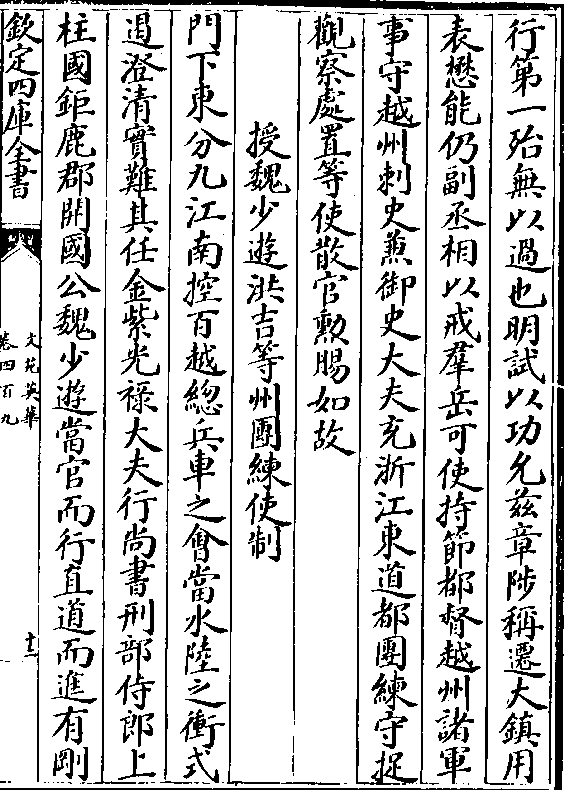 行第一殆無以過也明試以功允兹章陟稱遷大鎮用
表懋能仍副丞相以戒羣岳可使持節都督越州諸軍
事守越州刺史兼御史大夫充浙江東道都團練守捉
觀察處置等使散官勲賜如故
授魏少遊洪吉等州團練使制
門下東分九江南控百越總兵車之會當水陸之衝式
遏澄清實難其任金紫光禄大夫行尚書刑部侍郎上
柱國鉅鹿郡開國公魏少遊當官而行直道而進有剛
欽定四庫全書
文苑英華
卷四百九
十二